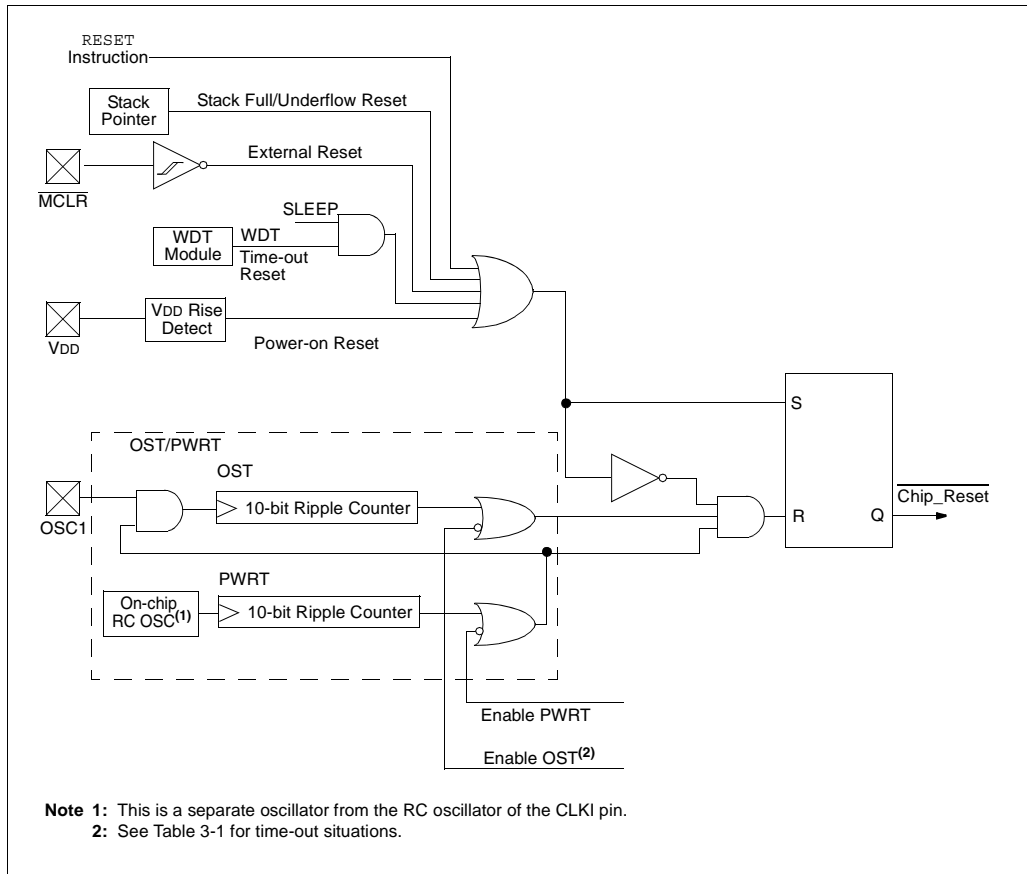 RESET
Instruction
Stack
Pointer
Stack Full/Underflow Reset
External Reset
MCLR
SLEEP
WDT
Module
WDT
Time-out
Reset
VDD Rise
Detect
VDD
Power-on Reset
OST/PWRT
OST
10-bit Ripple Counter
OSC1
PWRT
On-chip
RC OSC(1)
10-bit Ripple Counter
S
R
Q
Chip_Reset
Enable PWRT
Enable OST(2)
Note 1: This is a separate oscillator from the RC oscillator of the CLKI pin.
2: See Table 3-1 for time-out situations.